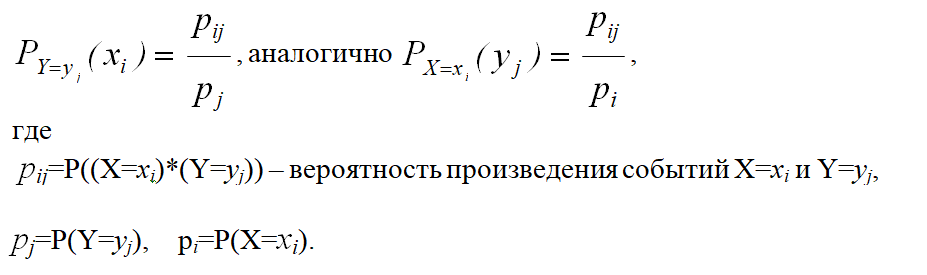 P_{Y=y_j}(x_i) = p_{ij} / p_j , аналогично P_{X=x_i}(y_j) = p_{ij} / p_i ,
где
p_{ij}=P((X=x_i)*(Y=y_j)) – вероятность произведения событий X=x_i и Y=y_j,
p_j=P(Y=y_j), p_i=P(X=x_i).